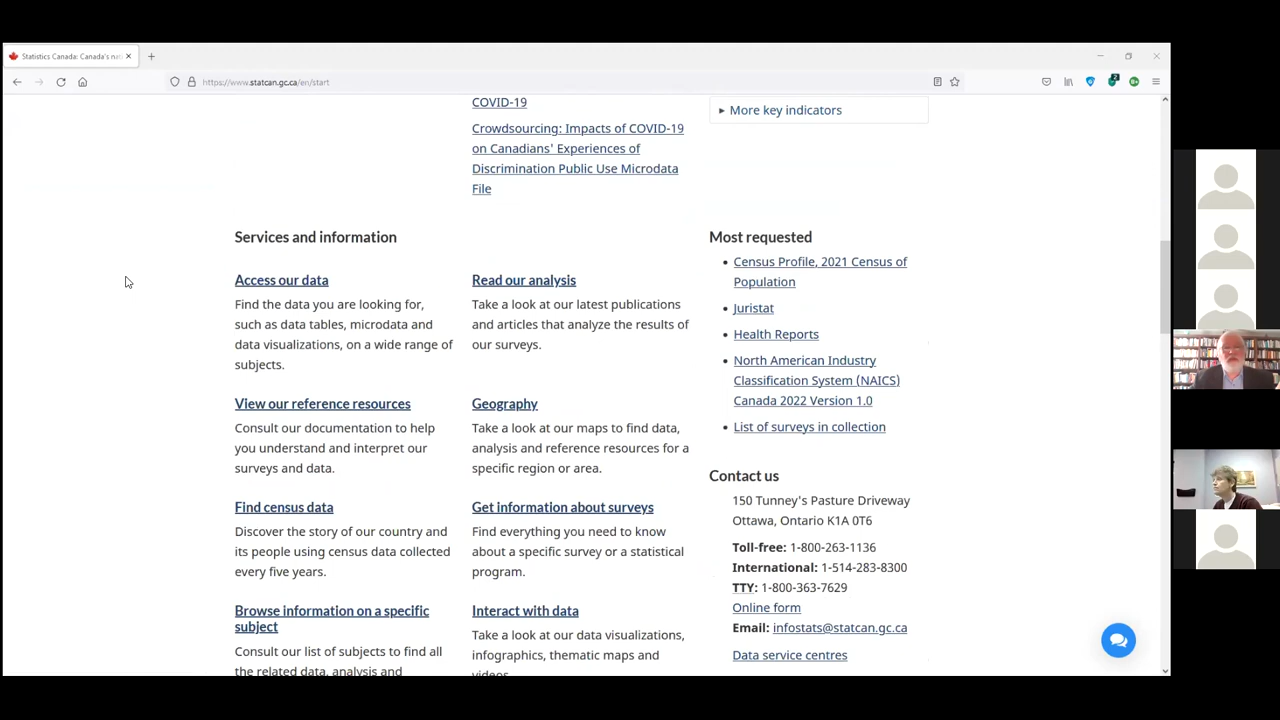 Statistics Canada: Canada's nat
https://www.statcan.gc.ca/en/start
COVID-19
Crowdsourcing: Impacts of COVID-19
on Canadians' Experiences of
Discrimination Public Use Microdata
File
More key indicators
Services and information
Access our data
Find the data you are looking for,
such as data tables, microdata and
data visualizations, on a wide range of
subjects.
Read our analysis
Take a look at our latest publications
and articles that analyze the results of
our surveys.
View our reference resources
Consult our documentation to help
you understand and interpret our
surveys and data.
Geography
Take a look at our maps to find data,
analysis and reference resources for a
specific region or area.
Find census data
Discover the story of our country and
its people using census data collected
every five years.
Get information about surveys
Find everything you need to know
about a specific survey or a statistical
program.
Browse information on a specific
subject
Consult our list of subjects to find all
the related data, analysis and
Interact with data
Take a look at our data visualizations,
infographics, thematic maps and
videos.
Most requested
Census Profile, 2021 Census of
Population
Juristat
Health Reports
North American Industry
Classification System (NAICS)
Canada 2022 Version 1.0
List of surveys in collection
Contact us
150 Tunney's Pasture Driveway
Ottawa, Ontario K1A 0T6
Toll-free: 1-800-263-1136
International: 1-514-283-8300
TTY: 1-800-363-7629
Online form
Email: infostats@statcan.gc.ca
Data service centres